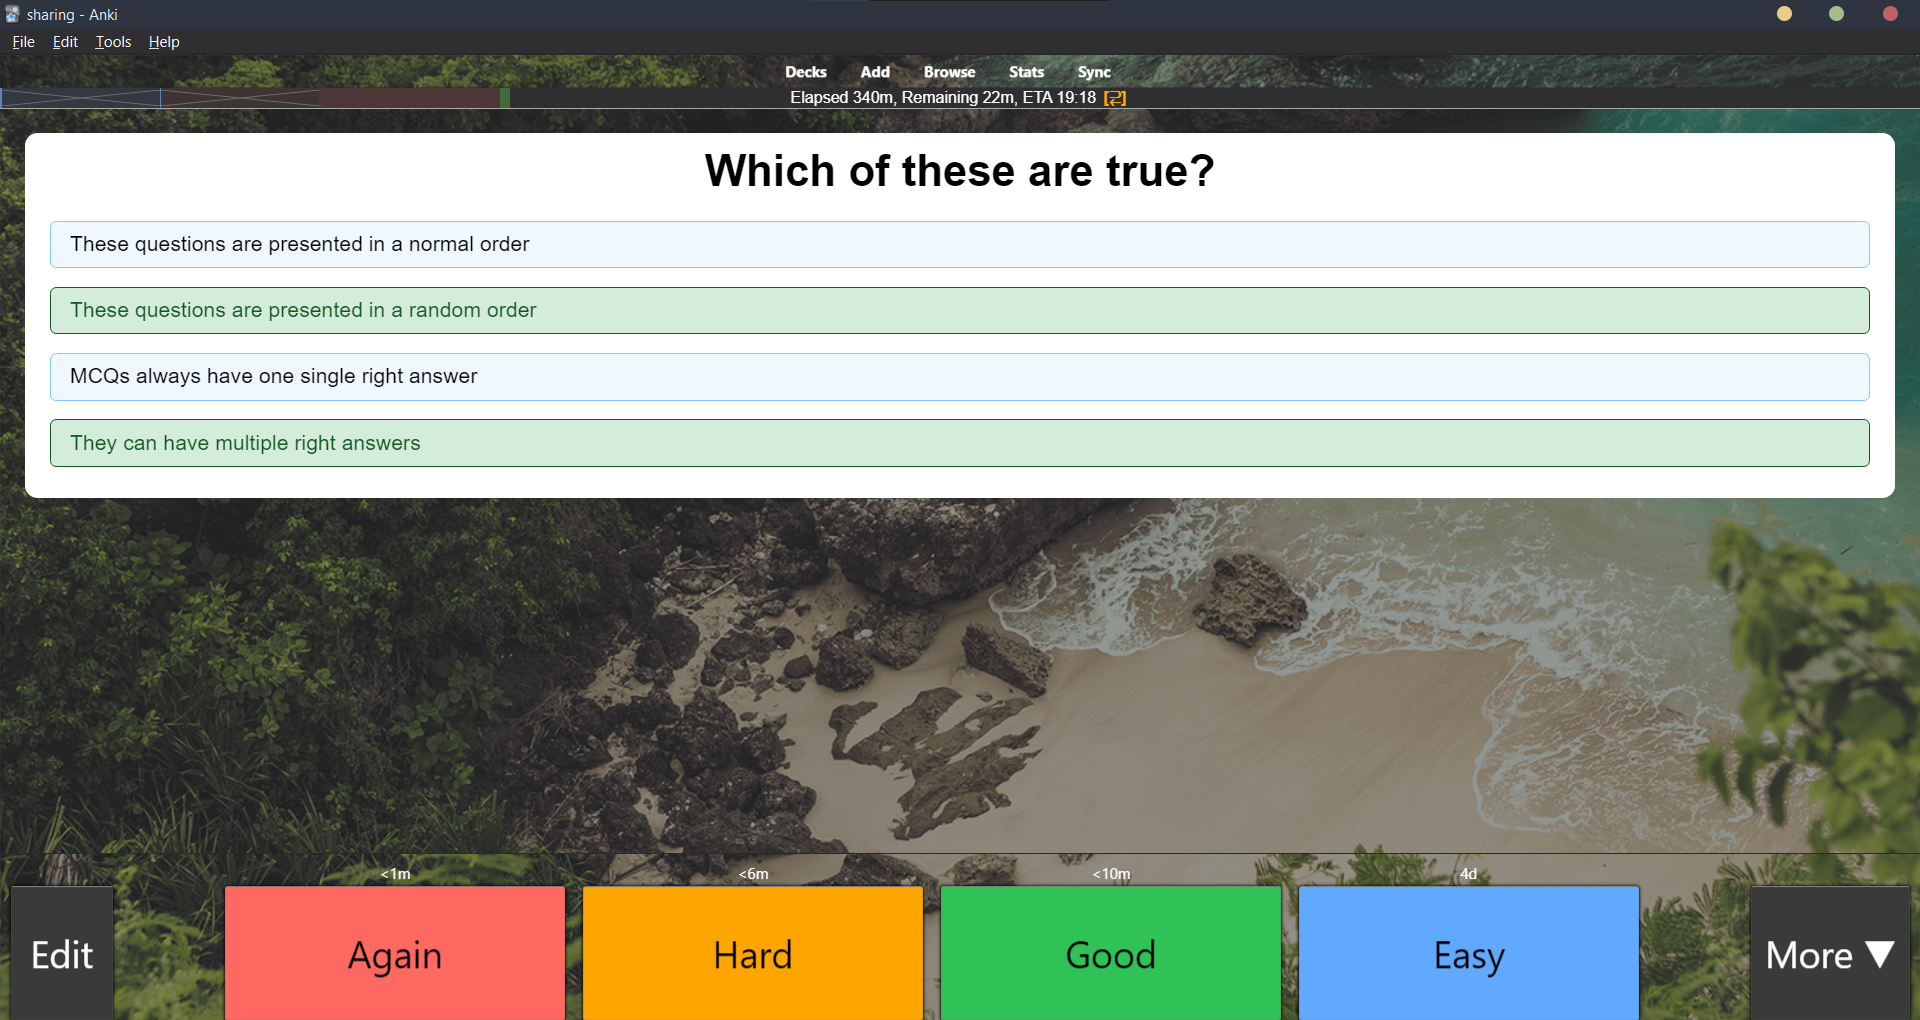 sharing - Anki
File Edit Tools Help
Decks Add Browse Stats Sync
Elapsed 340m, Remaining 22m, ETA 19:18 [⮂]
Which of these are true?
These questions are presented in a normal order
These questions are presented in a random order
MCQs always have one single right answer
They can have multiple right answers
<1m <6m <10m 4d
Edit Again Hard Good Easy More ▼